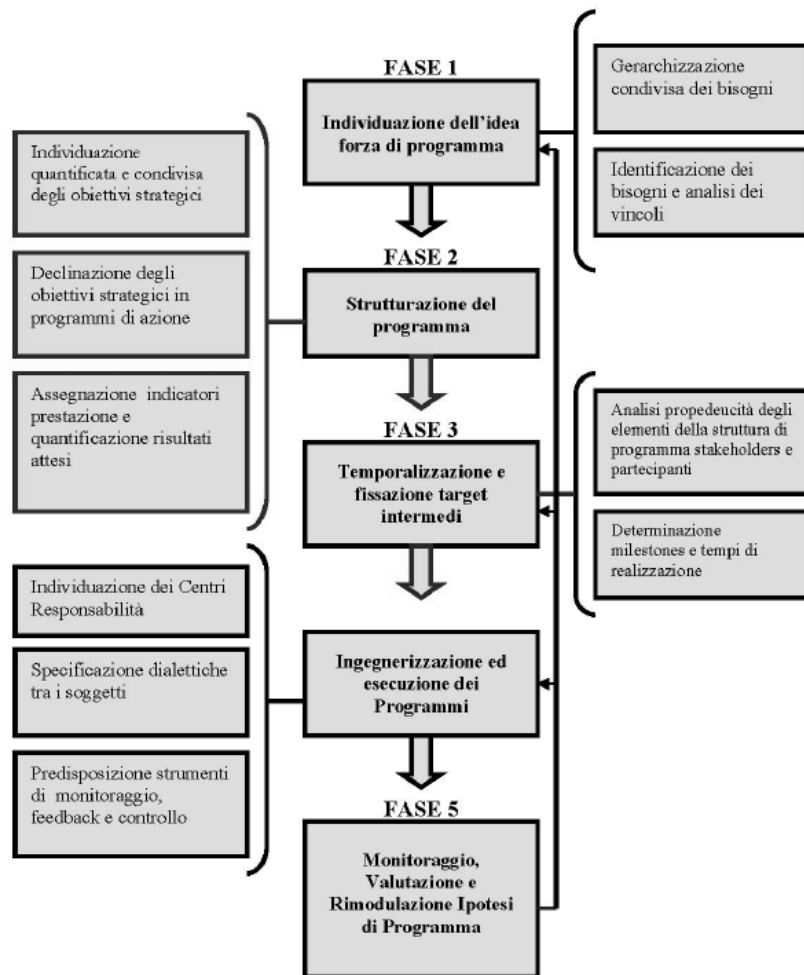 FASE 1
Individuazione dell'idea
forza di programma
Gerarchizzazione
condivisa dei bisogni
Identificazione dei
bisogni e analisi dei
vincoli
Individuazione
quantificata e condivisa
degli obiettivi strategici
Declinazione degli
obiettivi strategici in
programmi di azione
Assegnazione indicatori
prestazione e
quantificazione risultati
attesi
FASE 2
Strutturazione del
programma
FASE 3
Temporalizzazione e
fissazione target
intermedi
Analisi propedeucità degli
elementi della struttura di
programma stakeholders e
partecipanti
Determinazione
milestones e tempi di
realizzazione
Individuazione dei Centri
Responsabilità
Specificazione dialettiche
tra i soggetti
Predisposizione strumenti
di monitoraggio,
feedback e controllo
Ingegnerizzazione ed
esecuzione dei
Programmi
FASE 5
Monitoraggio,
Valutazione e
Rimodulazione Ipotesi
di Programma